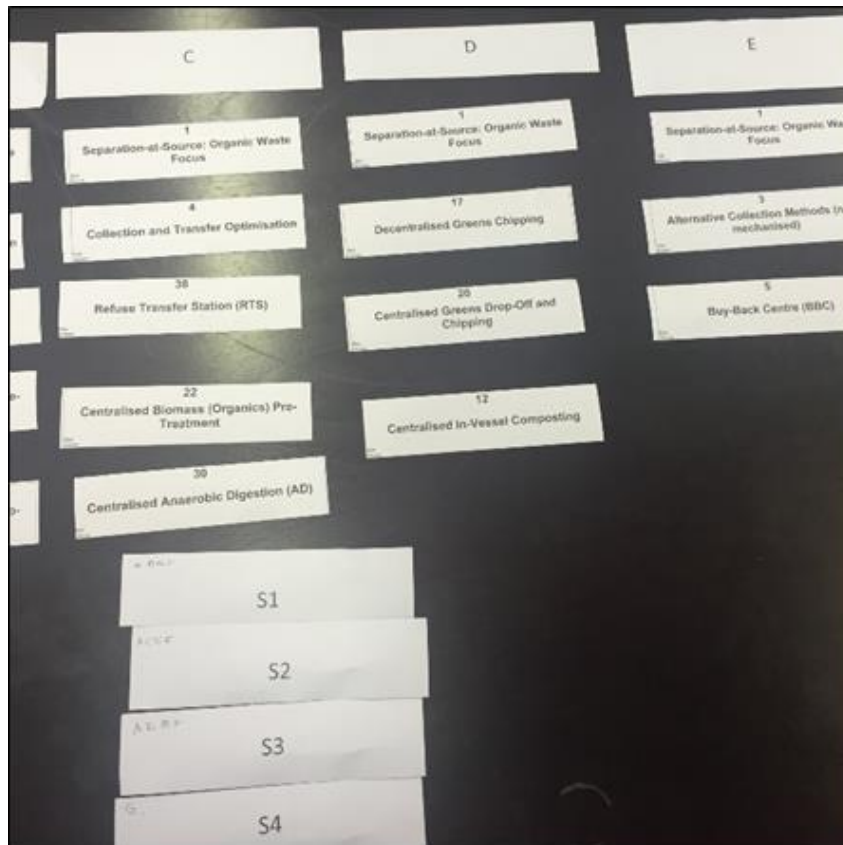 C
1
Separation-at-Source: Organic Waste
Focus
4
Collection and Transfer Optimisation
38
Refuse Transfer Station (RTS)
22
Centralised Biomass (Organics) Pre-
Treatment
30
Centralised Anaerobic Digestion (AD)
D
1
Separation-at-Source: Organic Waste
Focus
17
Decentralised Greens Chipping
Centralised Greens Drop-Off and
Chipping
12
Centralised In-Vessel Composting
E
1
Separation-at-Source: Organic
Focus
3
Alternative Collection Methods
mechanised)
5
Buy-Back Centre (BBC)
S1
S2
S3
G
S4